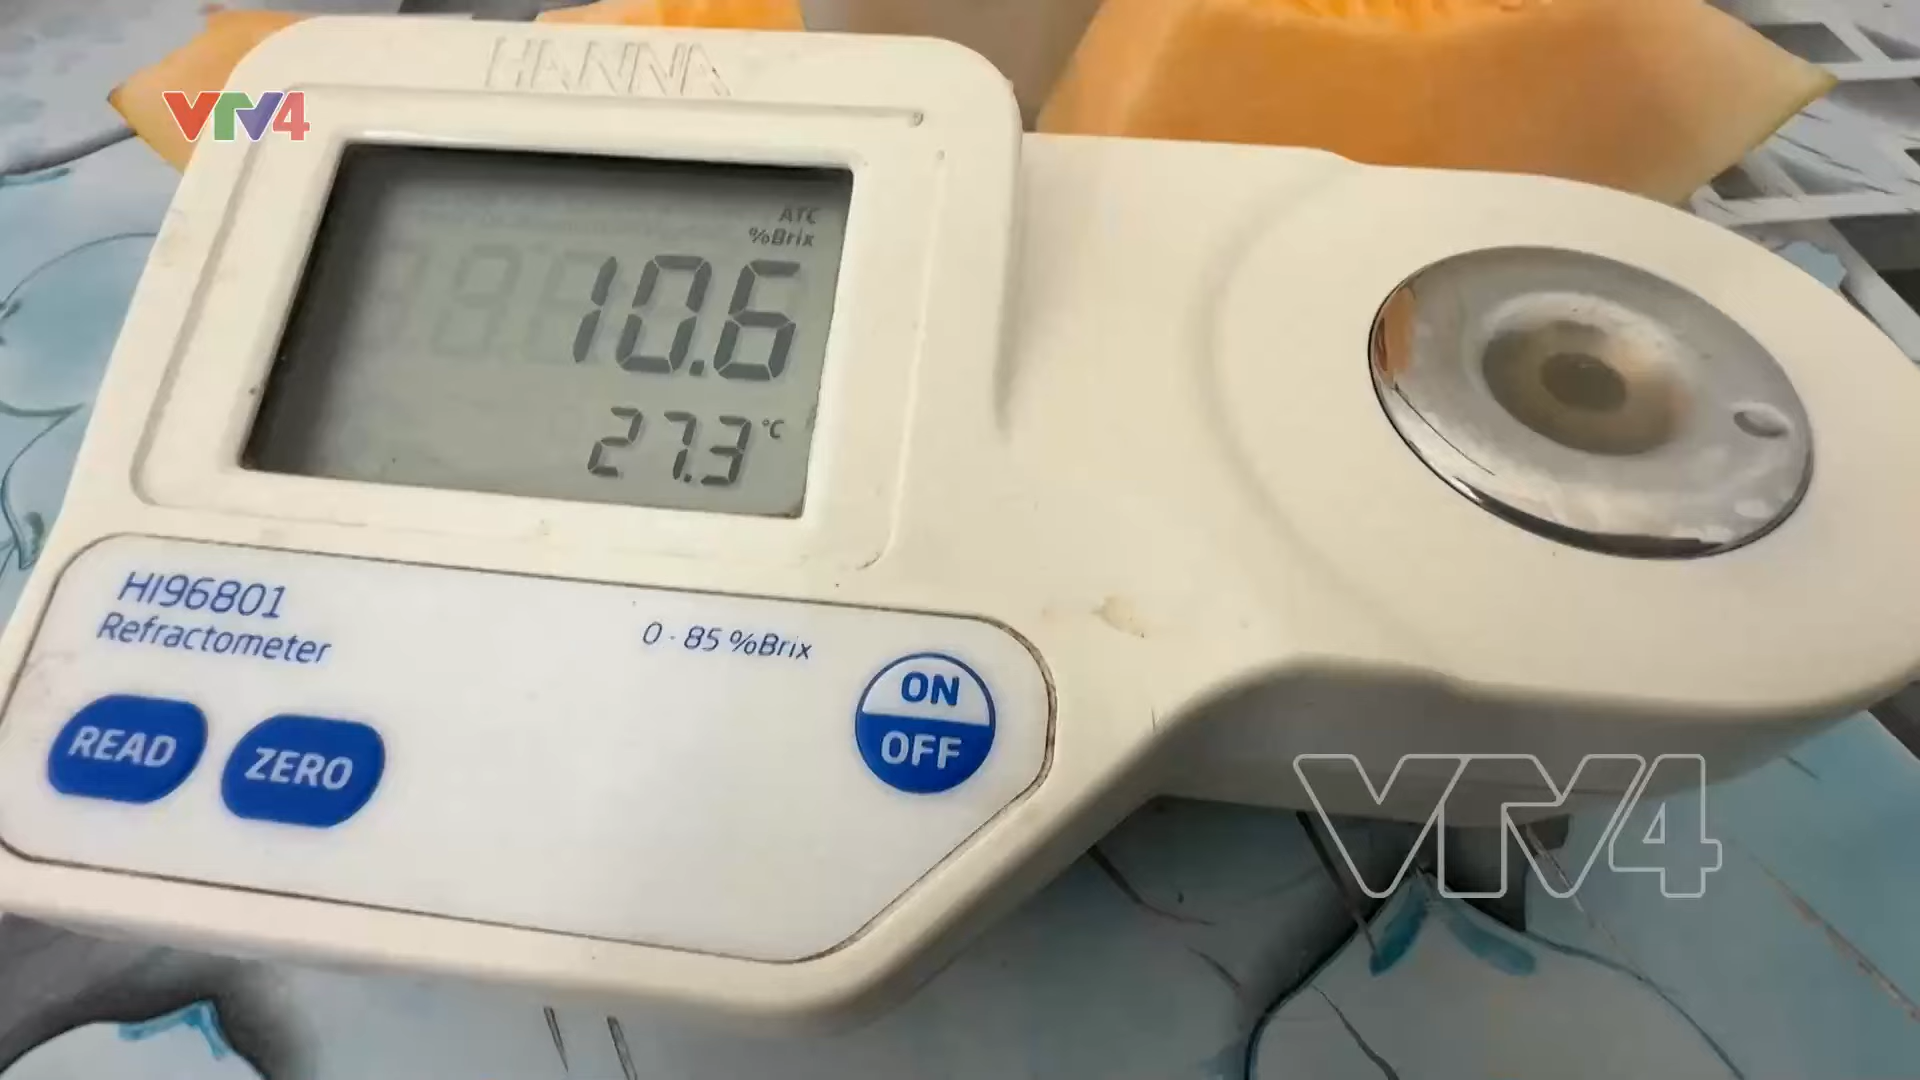 HANNA
VTV4
ATC
%Brix
10.6
27.3 °C
HI96801
Refractometer
0 - 85 %Brix
READ
ZERO
ON
OFF
VTV4